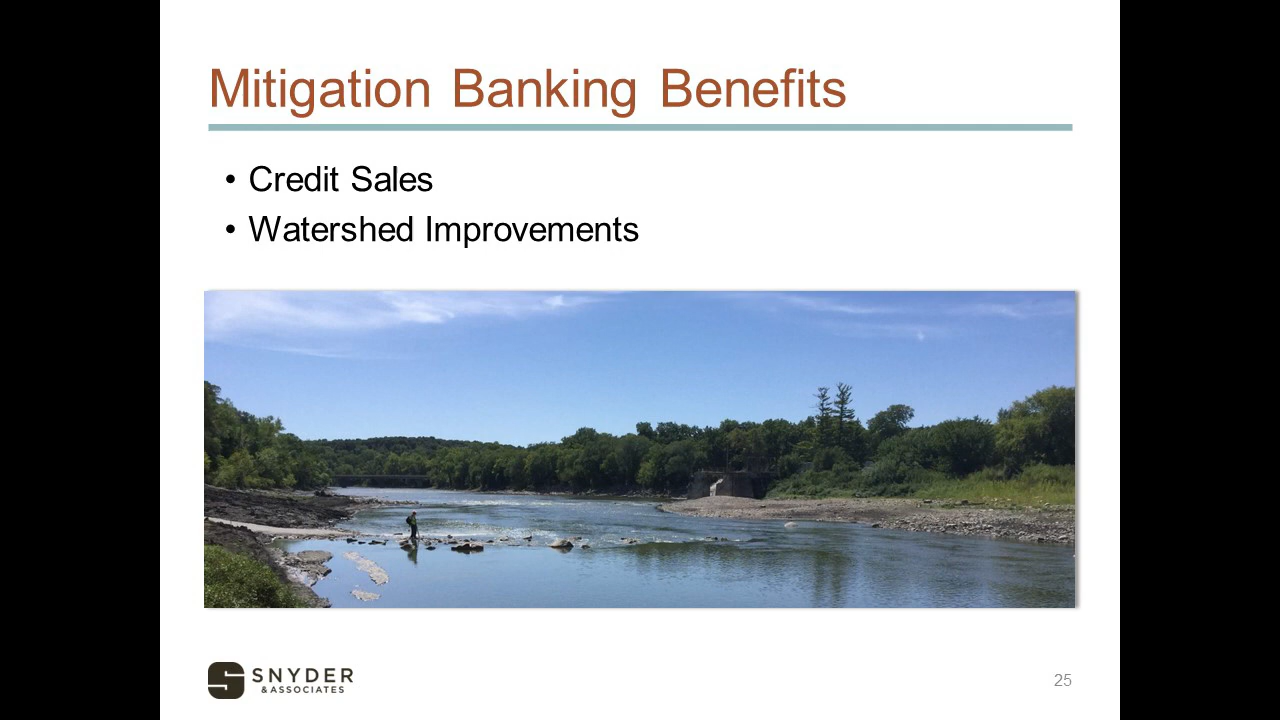 Mitigation Banking Benefits
• Credit Sales
• Watershed Improvements
SNYDER
& ASSOCIATES
25